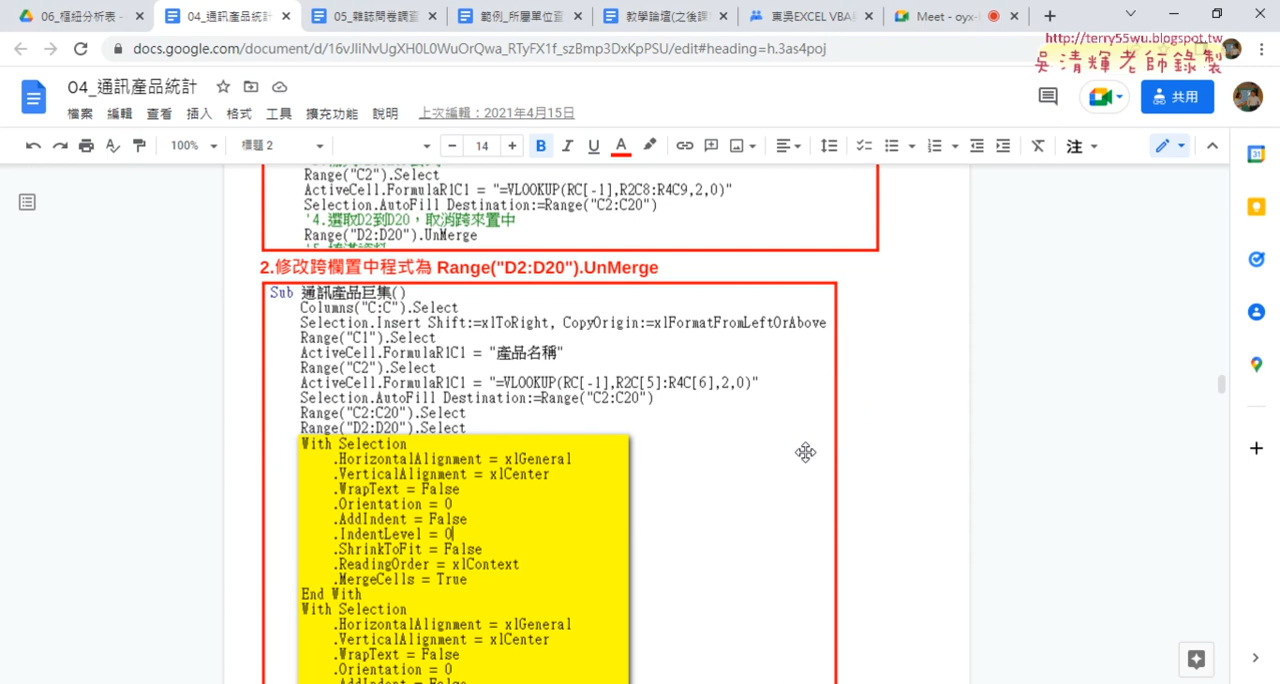 06_樞紐分析表 -
04_通訊產品統計
05_雜誌問卷調查
範例_所屬單位查
教學論壇(之後課
東吳EXCEL VBA
Meet - oyx-
docs.google.com/document/d/16vJIiNvUgXH0L0WuOrQwa_RTyFX1f_szBmp3DxKpPSU/edit#heading=h.3as4poj
http://terry55wu.blogspot.tw
吳清輝老師錄製
04_通訊產品統計
共用
檔案 編輯 查看 插入 格式 工具 擴充功能 說明 上次編輯：2021年4月15日
100% 標題 2 14 B I U A 注
Range("C2").Select
ActiveCell.FormulaR1C1 = "=VLOOKUP(RC[-1],R2C8:R4C9,2,0)"
Selection.AutoFill Destination:=Range("C2:C20")
'4.選取D2到D20，取消跨來置中
Range("D2:D20").UnMerge
2.修改跨欄置中程式為 Range("D2:D20").UnMerge
Sub 通訊產品巨集()
Columns("C:C").Select
Selection.Insert Shift:=xlToRight, CopyOrigin:=xlFormatFromLeftOrAbove
Range("C1").Select
ActiveCell.FormulaR1C1 = "產品名稱"
Range("C2").Select
ActiveCell.FormulaR1C1 = "=VLOOKUP(RC[-1],R2C[5]:R4C[6],2,0)"
Selection.AutoFill Destination:=Range("C2:C20")
Range("C2:C20").Select
Range("D2:D20").Select
With Selection
.HorizontalAlignment = xlGeneral
.VerticalAlignment = xlCenter
.WrapText = False
.Orientation = 0
.AddIndent = False
.IndentLevel = 0
.ShrinkToFit = False
.ReadingOrder = xlContext
.MergeCells = True
End With
With Selection
.HorizontalAlignment = xlGeneral
.VerticalAlignment = xlCenter
.WrapText = False
.Orientation = 0
.AddIndent = False